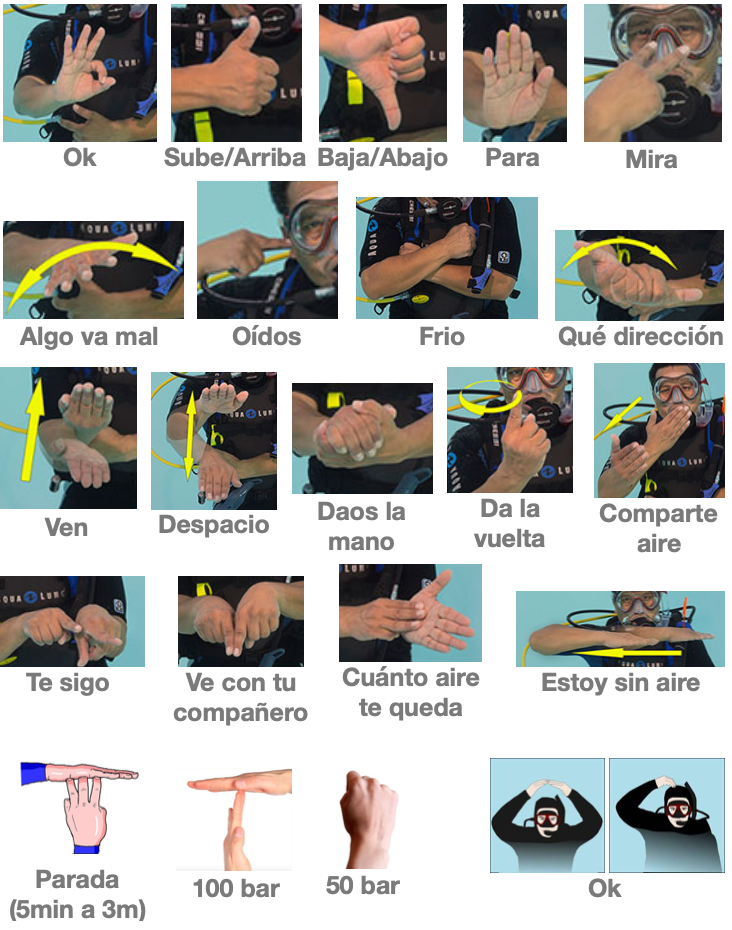 Ok
Sube/Arriba
Baja/Abajo
Para
Mira
Algo va mal
Oídos
Frio
Qué dirección
Ven
Despacio
Daos la
mano
Da la
vuelta
Comparte
aire
Te sigo
Ve con tu
compañero
Cuánto aire
te queda
Estoy sin aire
Parada
(5min a 3m)
100 bar
50 bar
Ok